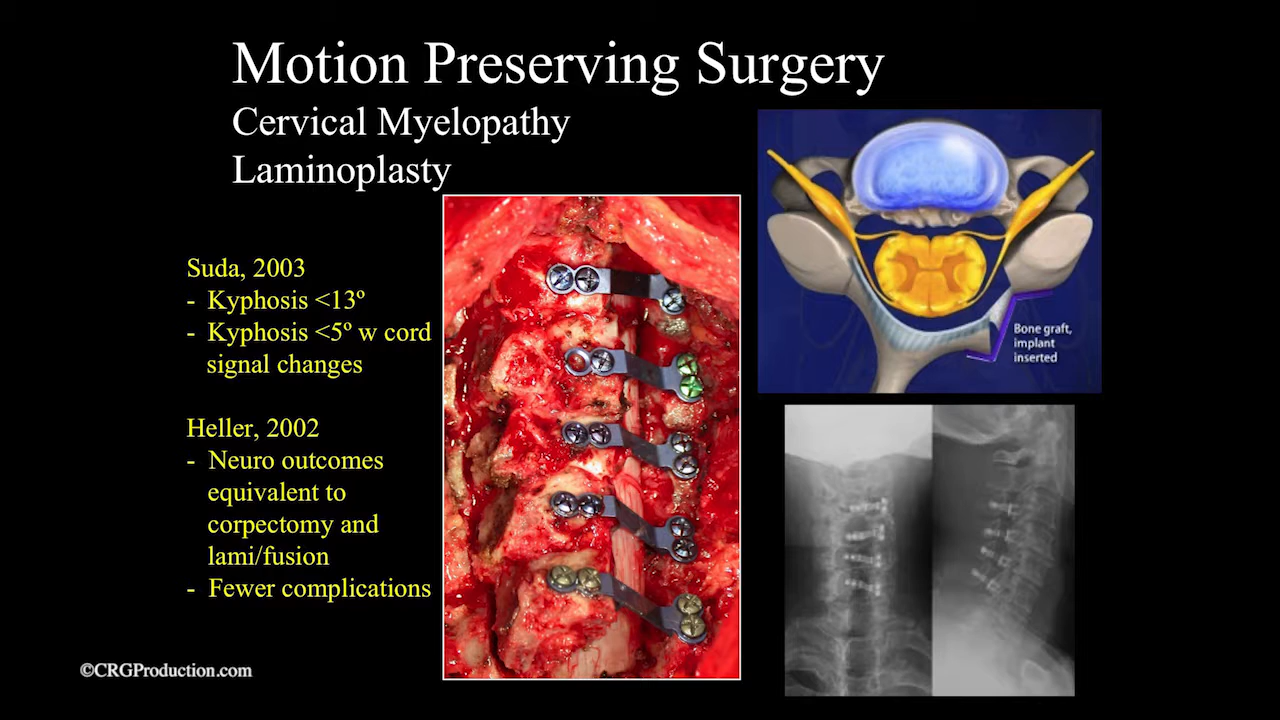 Motion Preserving Surgery
Cervical Myelopathy
Laminoplasty
Suda, 2003
- Kyphosis <13º
- Kyphosis <5º w cord
signal changes
Heller, 2002
- Neuro outcomes
equivalent to
corpectomy and
lami/fusion
- Fewer complications
Bone graft,
implant
inserted
©CRGProduction.com